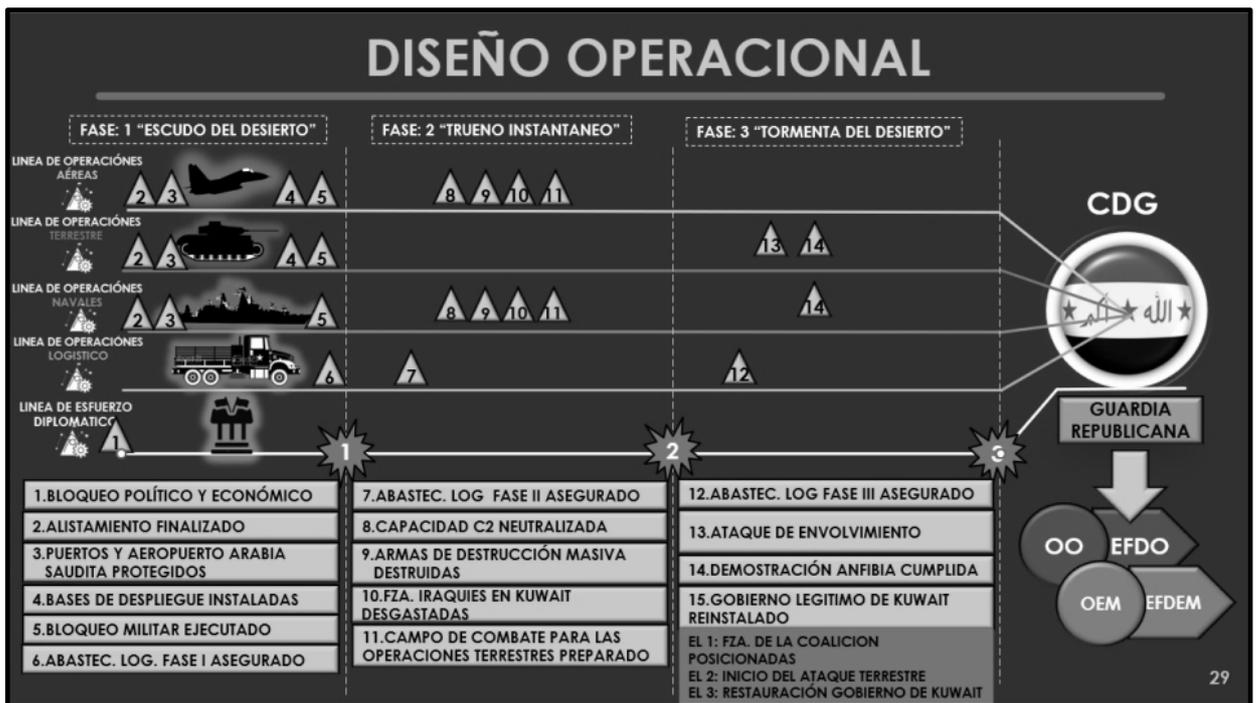 DISEÑO OPERACIONAL
FASE: 1 “ESCUDO DEL DESIERTO”
FASE: 2 “TRUENO INSTANTANEO”
FASE: 3 “TORMENTA DEL DESIERTO”
LINEA DE OPERACIÓNES
AÉREAS
2 3 4 5
8 9 10 11
LINEA DE OPERACIÓNES
TERRESTRE
2 3 4 5
13 14
LINEA DE OPERACIÓNES
NAVALES
2 3 5
8 9 10 11
14
LINEA DE OPERACIÓNES
LOGISTICO
6
7
12
LINEA DE ESFUERZO
DIPLOMATICO
1
1
2
3
CDG
الله أكبر
GUARDIA
REPUBLICANA
OO
EFDO
OEM
EFDEM
1.BLOQUEO POLÍTICO Y ECONÓMICO
2.ALISTAMIENTO FINALIZADO
3.PUERTOS Y AEROPUERTO ARABIA
SAUDITA PROTEGIDOS
4.BASES DE DESPLIEGUE INSTALADAS
5.BLOQUEO MILITAR EJECUTADO
6.ABASTEC. LOG. FASE I ASEGURADO
7.ABASTEC. LOG FASE II ASEGURADO
8.CAPACIDAD C2 NEUTRALIZADA
9.ARMAS DE DESTRUCCIÓN MASIVA
DESTRUIDAS
10.FZA. IRAQUIES EN KUWAIT
DESGASTADAS
11.CAMPO DE COMBATE PARA LAS
OPERACIONES TERRESTRES PREPARADO
12.ABASTEC. LOG FASE III ASEGURADO
13.ATAQUE DE ENVOLVIMIENTO
14.DEMOSTRACIÓN ANFIBIA CUMPLIDA
15.GOBIERNO LEGITIMO DE KUWAIT
REINSTALADO
EL 1: FZA. DE LA COALICION
POSICIONADAS
EL 2: INICIO DEL ATAQUE TERRESTRE
EL 3: RESTAURACIÓN GOBIERNO DE KUWAIT
29